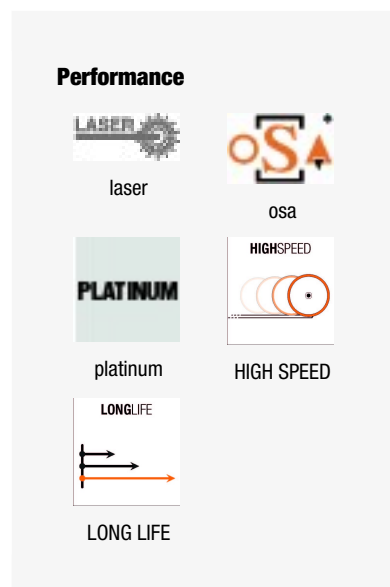 Performance
LASER
laser
oSA
osa
PLATINUM
platinum
HIGHSPEED
HIGH SPEED
LONGLIFE
LONG LIFE